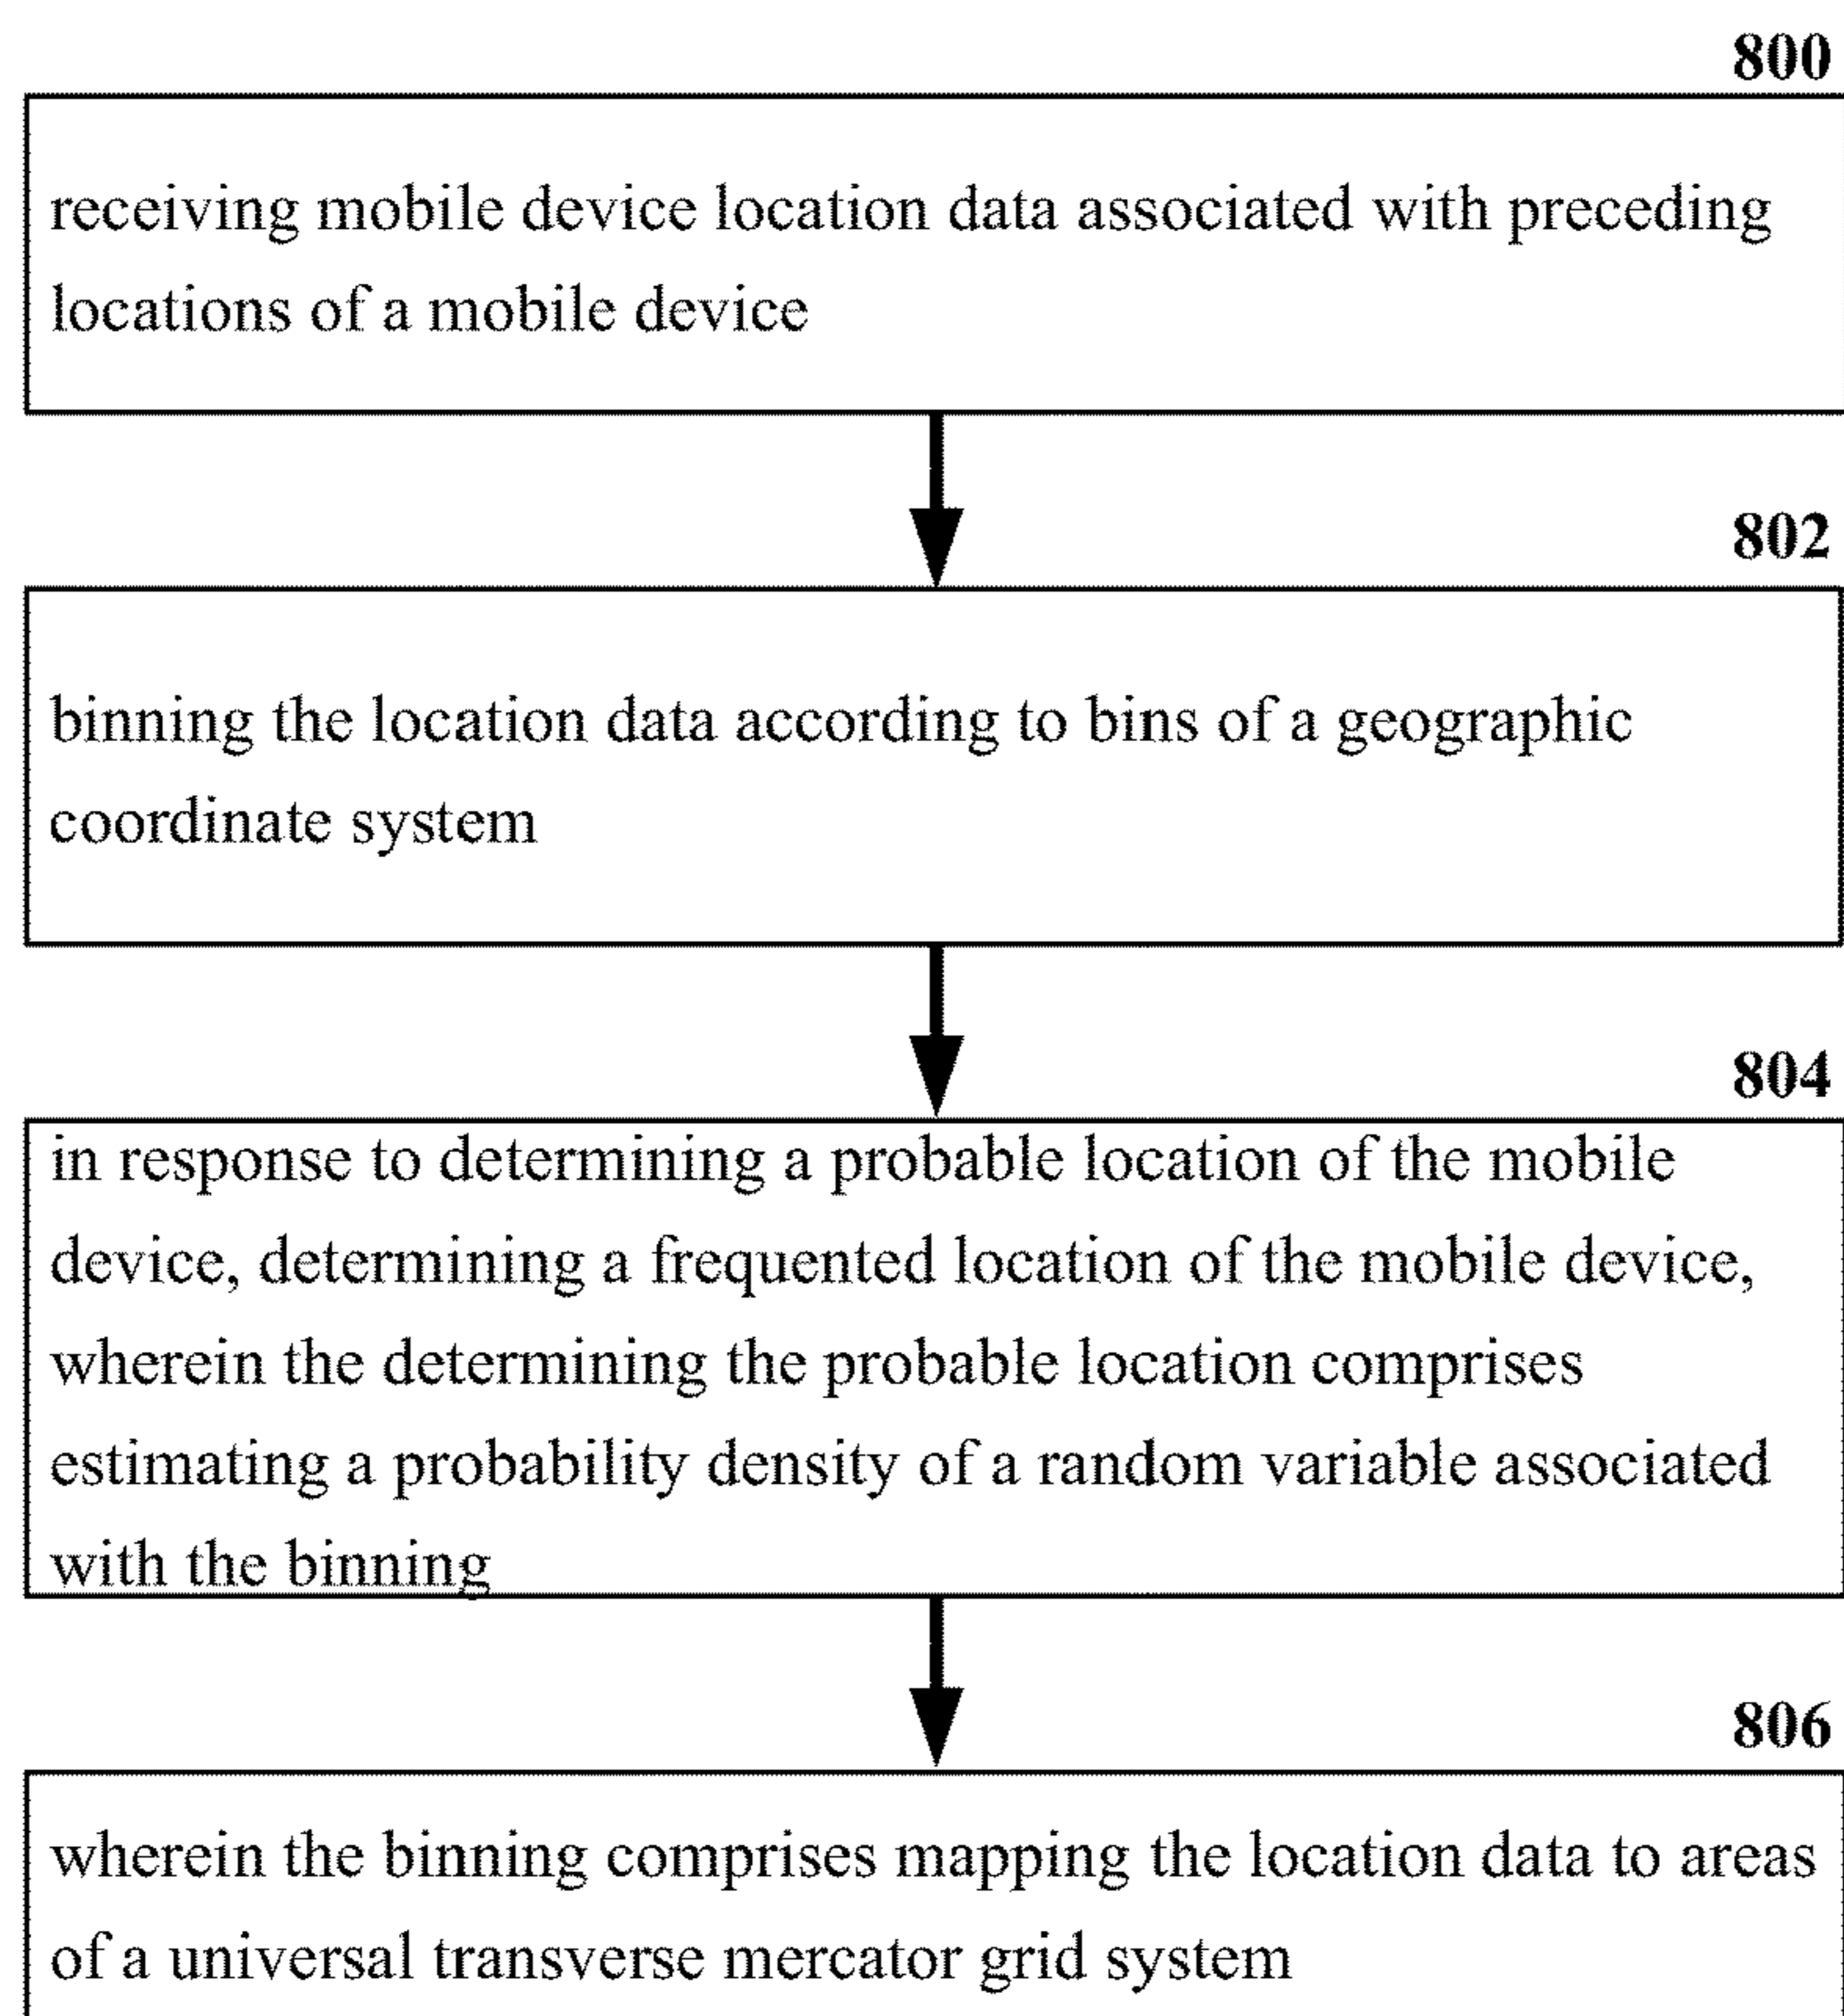 800
receiving mobile device location data associated with preceding
locations of a mobile device
802
binning the location data according to bins of a geographic
coordinate system
804
in response to determining a probable location of the mobile
device, determining a frequented location of the mobile device,
wherein the determining the probable location comprises
estimating a probability density of a random variable associated
with the binning
806
wherein the binning comprises mapping the location data to areas
of a universal transverse mercator grid system